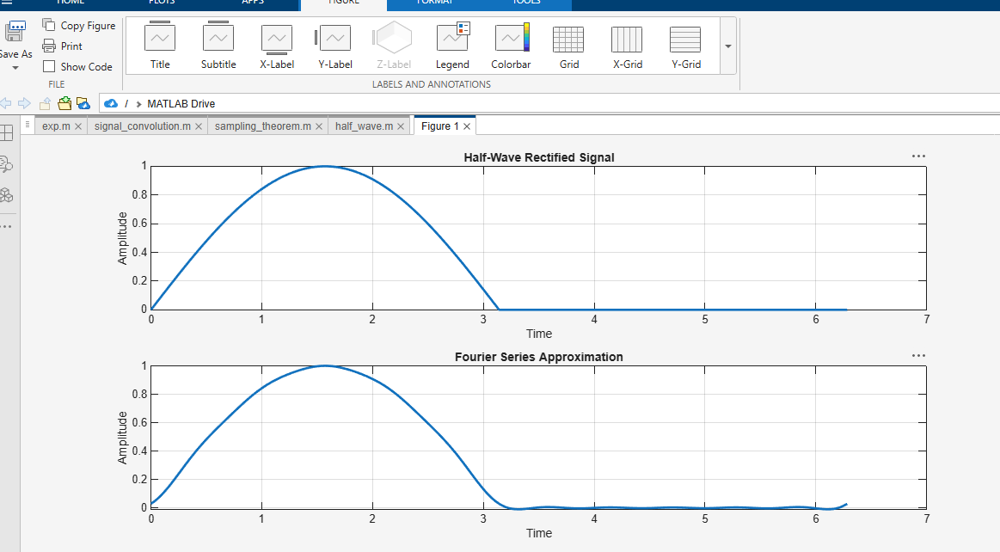 HOME PLOTS APPS FIGURE FORMAT TOOLS
Save As
Copy Figure
Print
Show Code
FILE
Title Subtitle X-Label Y-Label Z-Label Legend Colorbar Grid X-Grid Y-Grid
LABELS AND ANNOTATIONS
/ MATLAB Drive
exp.m signal_convolution.m sampling_theorem.m half_wave.m Figure 1
Half-Wave Rectified Signal
Amplitude
1
0.8
0.6
0.4
0.2
0
0 1 2 3 4 5 6 7
Time
Fourier Series Approximation
Amplitude
1
0.8
0.6
0.4
0.2
0
0 1 2 3 4 5 6 7
Time